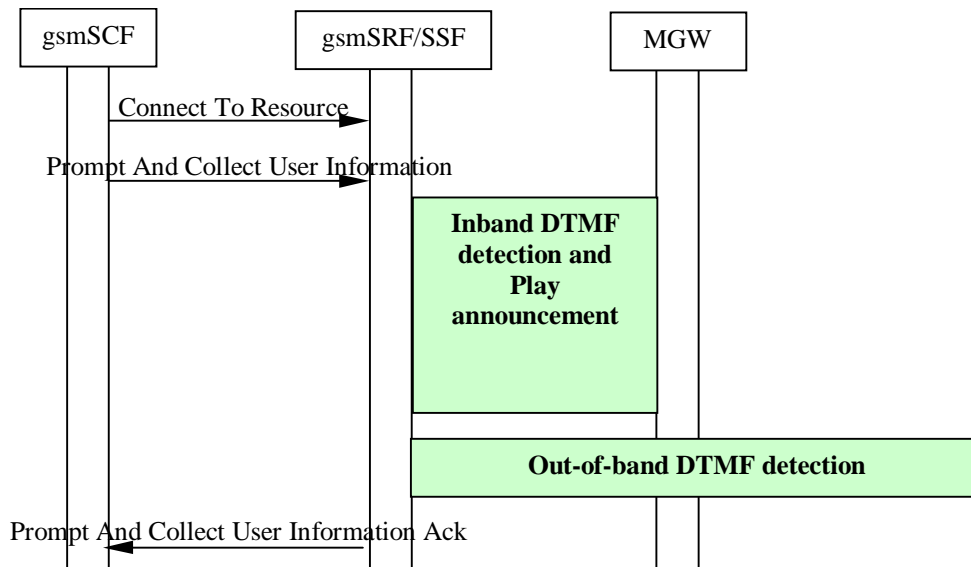 gsmSCF
gsmSRF/SSF
MGW
Connect To Resource
Prompt And Collect User Information
Inband DTMF
detection and
Play
announcement
Out-of-band DTMF detection
Prompt And Collect User Information Ack